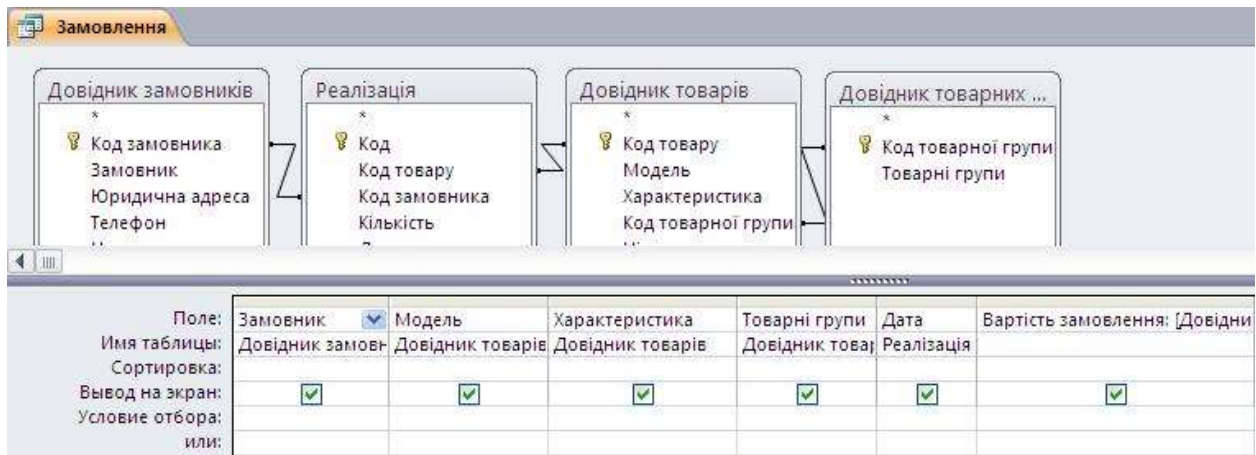 Замовлення
Довідник замовників
*
Код замовника
Замовник
Юридична адреса
Телефон
Реалізація
*
Код
Код товару
Код замовника
Кількість
Довідник товарів
*
Код товару
Модель
Характеристика
Код товарної групи
Довідник товарних ...
*
Код товарної групи
Товарні групи
Поле: Замовник Модель Характеристика Товарні групи Дата Вартість замовлення: [Довідни
Имя таблицы: Довідник замовн Довідник товарів Довідник товарів Довідник товар Реалізація
Сортировка:
Вывод на экран:
Условие отбора:
или: